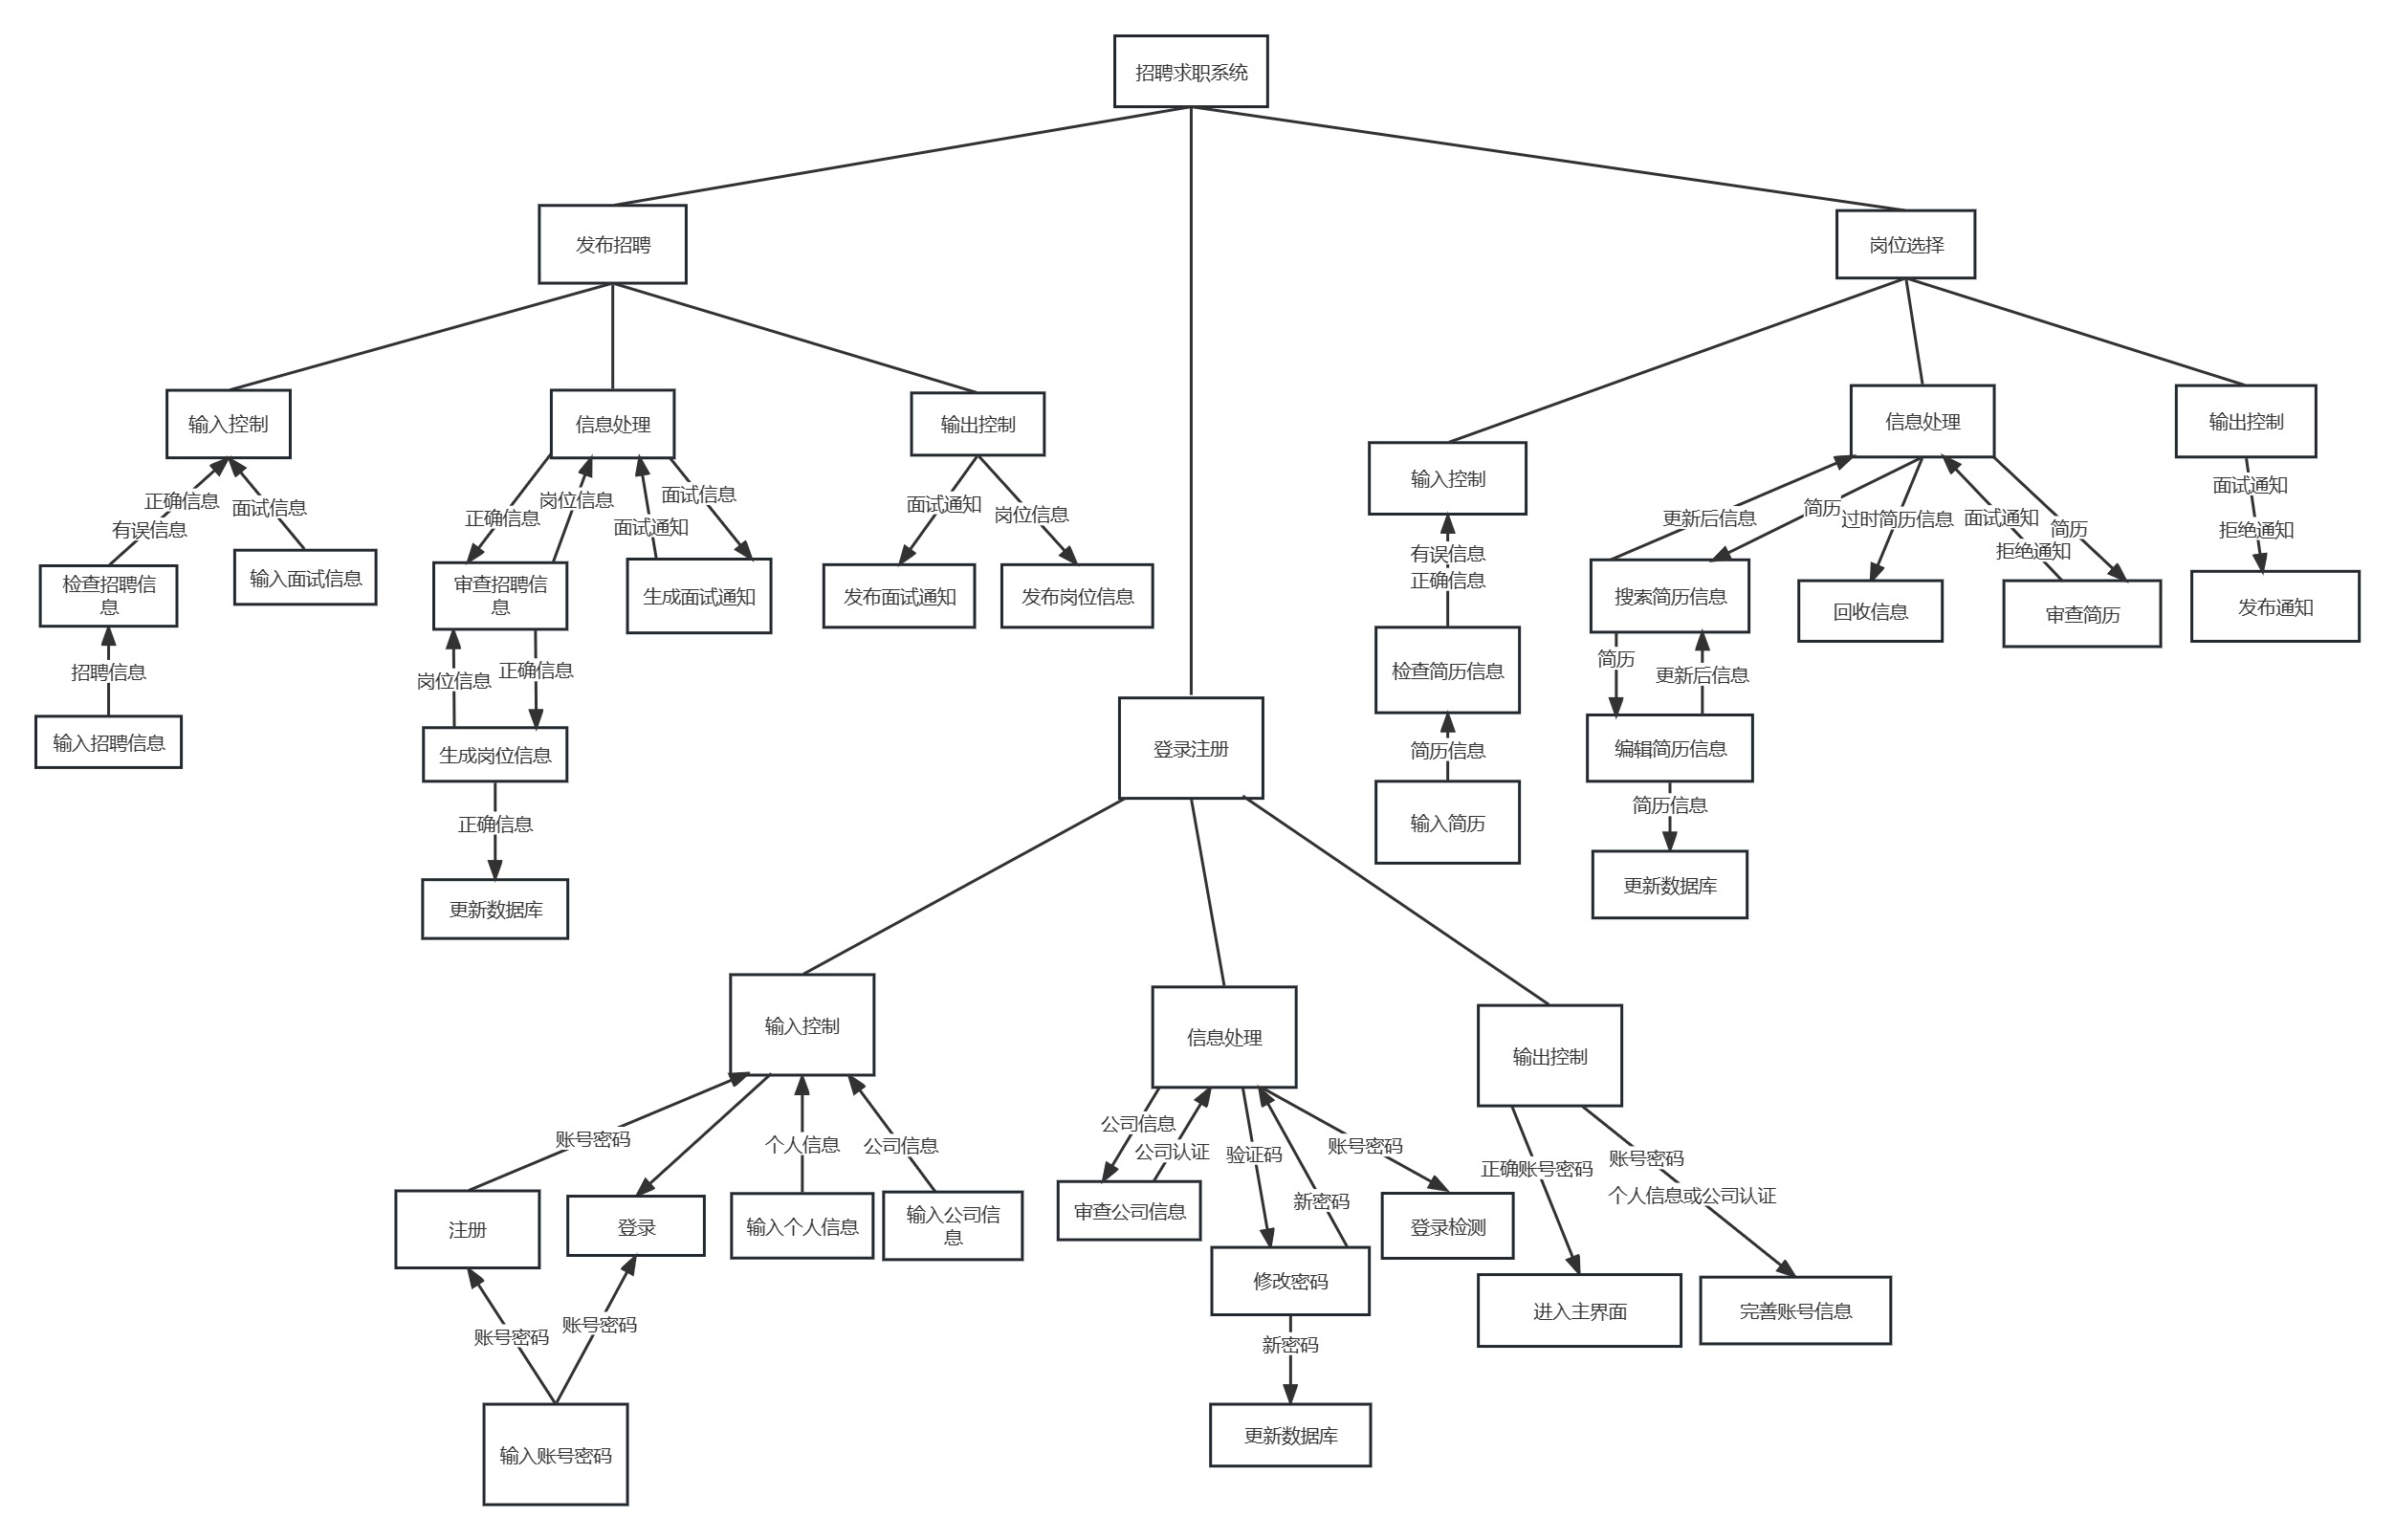 招聘求职系统
发布招聘
岗位选择
输入控制
信息处理
输出控制
输入控制
信息处理
输出控制
正确信息
有误信息
面试信息
正确信息
岗位信息
面试通知
面试信息
面试通知
岗位信息
有误信息
正确信息
更新后信息
简历
过时简历信息
面试通知
拒绝通知
简历
面试通知
拒绝通知
检查招聘信
息
输入面试信息
审查招聘信
息
生成面试通知
发布面试通知
发布岗位信息
检查简历信息
搜索简历信息
回收信息
审查简历
发布通知
招聘信息
岗位信息
正确信息
简历信息
简历
更新后信息
输入招聘信息
生成岗位信息
登录注册
输入简历
编辑简历信息
正确信息
简历信息
更新数据库
更新数据库
输入控制
信息处理
输出控制
账号密码
个人信息
公司信息
公司信息
公司认证
验证码
新密码
账号密码
正确账号密码
账号密码
个人信息或公司认证
注册
登录
输入个人信息
输入公司信
息
审查公司信息
修改密码
登录检测
进入主界面
完善账号信息
账号密码
账号密码
新密码
输入账号密码
更新数据库